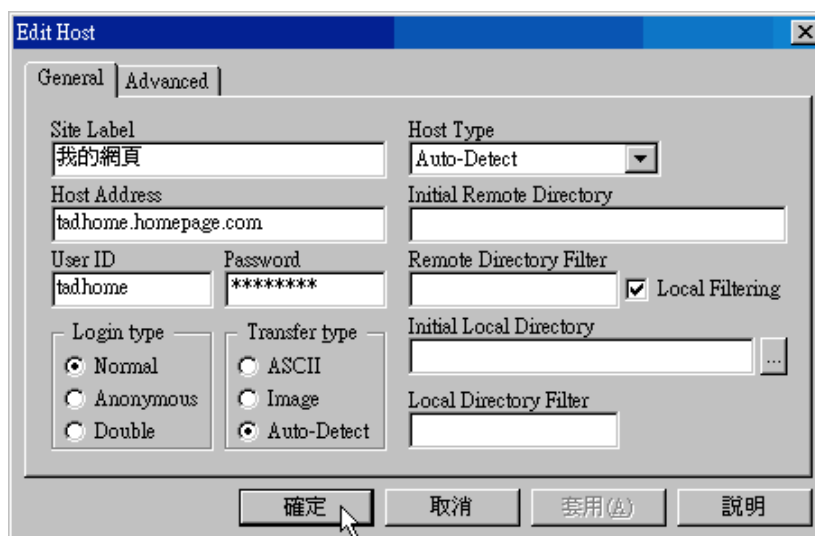 Edit Host
General Advanced
Site Label
我的網頁
Host Address
tadhome.homepage.com
User ID Password
tadhome ********
Login type
Normal
Anonymous
Double
Transfer type
ASCII
Image
Auto-Detect
Host Type
Auto-Detect
Initial Remote Directory
Remote Directory Filter
Local Filtering
Initial Local Directory
...
Local Directory Filter
確定 取消 套用(A) 說明